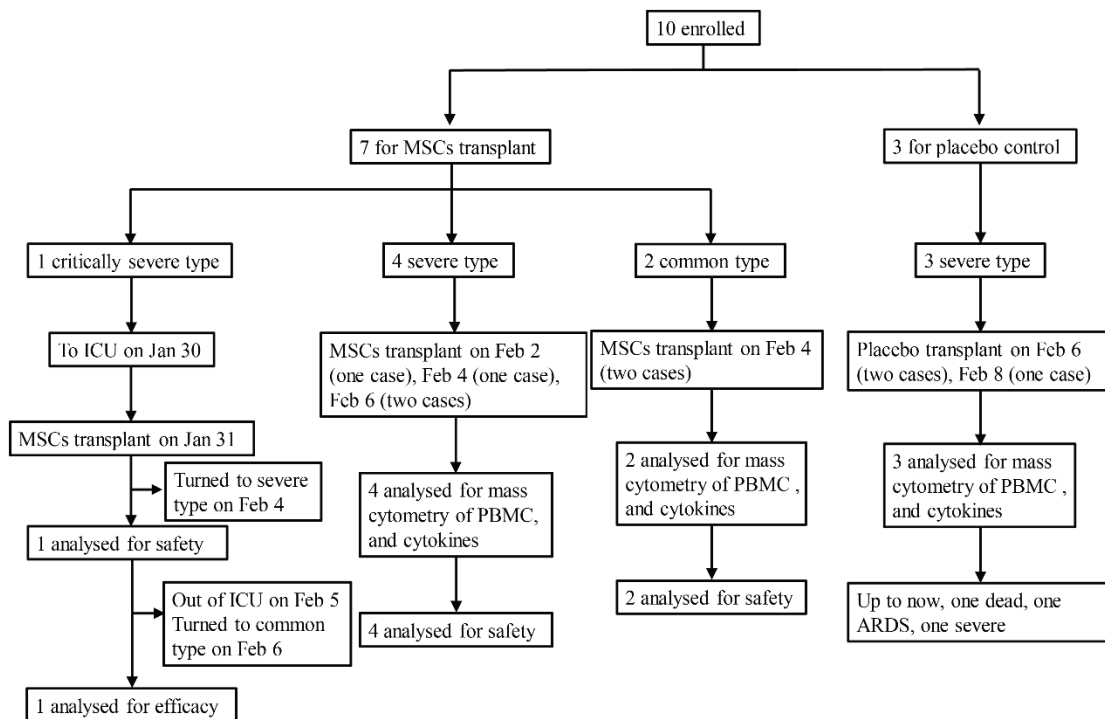 10 enrolled
7 for MSCs transplant
3 for placebo control
1 critically severe type
4 severe type
2 common type
3 severe type
To ICU on Jan 30
MSCs transplant on Feb 2
(one case), Feb 4 (one case),
Feb 6 (two cases)
MSCs transplant on Feb 4
(two cases)
Placebo transplant on Feb 6
(two cases), Feb 8 (one case)
MSCs transplant on Jan 31
Turned to severe
type on Feb 4
4 analysed for mass
cytometry of PBMC,
and cytokines
2 analysed for mass
cytometry of PBMC ,
and cytokines
3 analysed for mass
cytometry of PBMC ,
and cytokines
1 analysed for safety
Out of ICU on Feb 5
Turned to common
type on Feb 6
4 analysed for safety
2 analysed for safety
Up to now, one dead, one
ARDS, one severe
1 analysed for efficacy